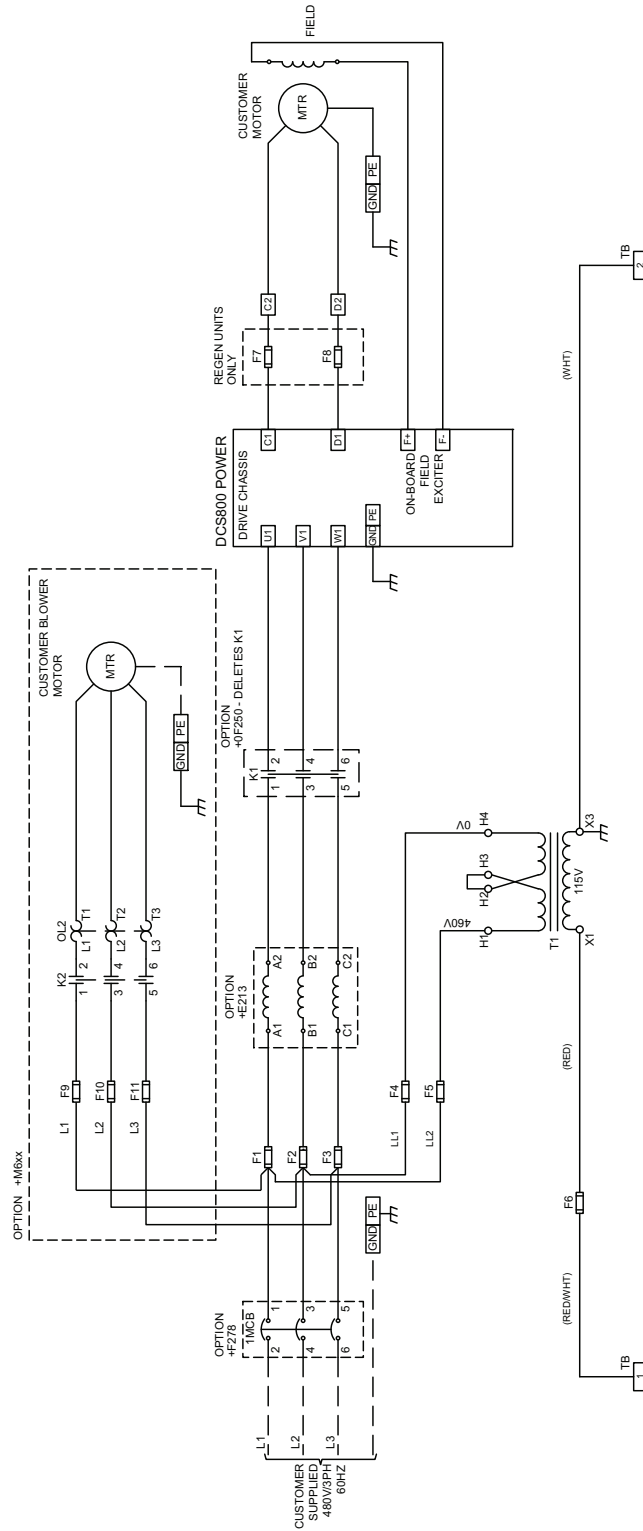 OPTION +M6xx
CUSTOMER BLOWER
MOTOR
MTR
GND PE
F9
F10
F11
L1
L2
L3
K2
1 2
3 4
5 6
OL2
L1 T1
L2 T2
L3 T3
CUSTOMER
SUPPLIED
480V/3PH
60HZ
L1
L2
L3
OPTION
+F278
1MCB
2 1
4 3
6 5
GND PE
F1
F2
F3
OPTION
+E213
A1 A2
B1 B2
C1 C2
OPTION
+0F250 - DELETES K1
K1
1 2
3 4
5 6
DCS800 POWER
DRIVE CHASSIS
U1
V1
W1
GND PE
C1
D1
F+
F-
ON-BOARD
FIELD
EXCITER
REGEN UNITS
ONLY
F7
F8
C2
D2
CUSTOMER
MOTOR
MTR
FIELD
GND PE
LL1
LL2
F4
F5
460V
0V
H1
H2
H3
H4
T1
115V
X1
X3
(RED/WHT)
F6
(RED)
(WHT)
TB
1
TB
2